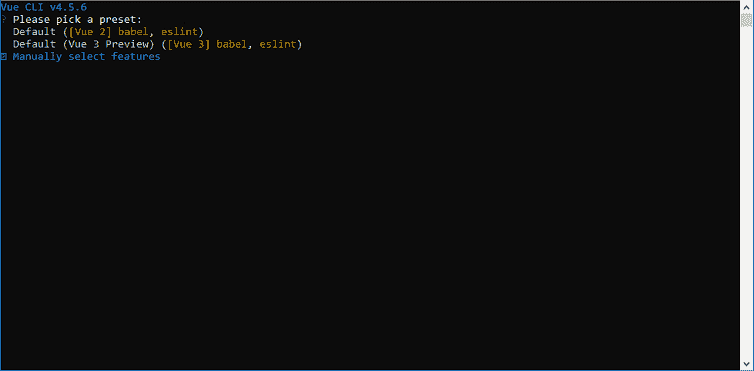 Vue CLI v4.5.6
? Please pick a preset:
Default ([Vue 2] babel, eslint)
Default (Vue 3 Preview) ([Vue 3] babel, eslint)
Manually select features